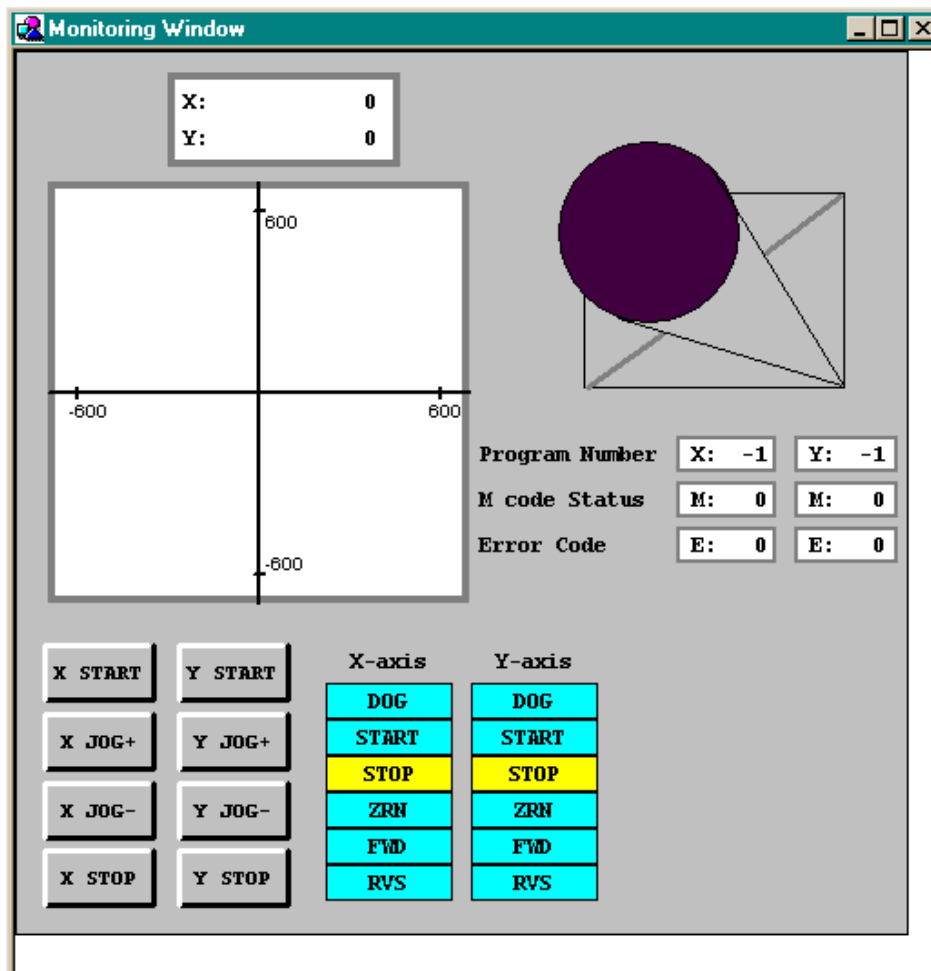 Monitoring Window
X: 0
Y: 0
600
-600 600
-600
Program Number X: -1 Y: -1
M code Status M: 0 M: 0
Error Code E: 0 E: 0
X START Y START
X JOG+ Y JOG+
X JOG- Y JOG-
X STOP Y STOP
X-axis Y-axis
DOG DOG
START START
STOP STOP
ZRN ZRN
FWD FWD
RVS RVS